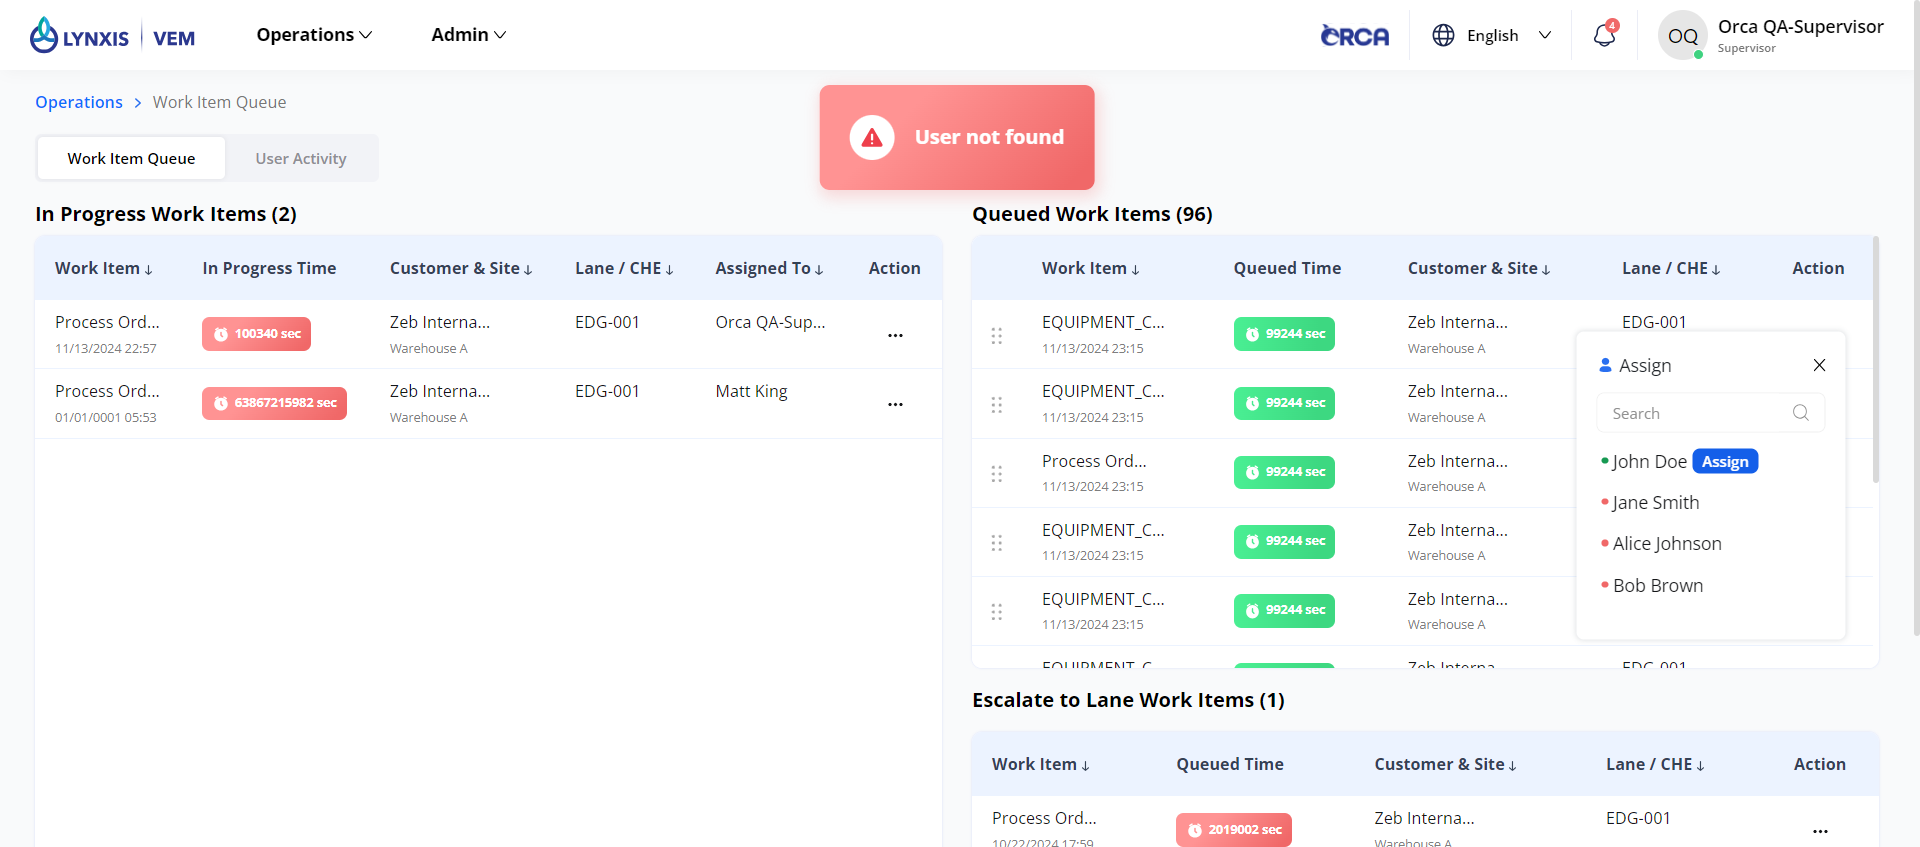 LYNXIS VEM Operations Admin ORCA English 4 OQ Orca QA-Supervisor
Supervisor
Operations > Work Item Queue
User not found
Work Item Queue User Activity
In Progress Work Items (2)
Work Item ↓ In Progress Time Customer & Site ↓ Lane / CHE ↓ Assigned To ↓ Action
Process Ord... 100340 sec Zeb Interna... EDG-001 Orca QA-Sup... ...
11/13/2024 22:57 Warehouse A
Process Ord... 63867215982 sec Zeb Interna... EDG-001 Matt King ...
01/01/0001 05:53 Warehouse A
Queued Work Items (96)
Work Item ↓ Queued Time Customer & Site ↓ Lane / CHE ↓ Action
EQUIPMENT_C... 99244 sec Zeb Interna... EDG-001
11/13/2024 23:15 Warehouse A
EQUIPMENT_C... 99244 sec Zeb Interna...
11/13/2024 23:15 Warehouse A
Process Ord... 99244 sec Zeb Interna...
11/13/2024 23:15 Warehouse A
EQUIPMENT_C... 99244 sec Zeb Interna...
11/13/2024 23:15 Warehouse A
EQUIPMENT_C... 99244 sec Zeb Interna...
11/13/2024 23:15 Warehouse A
EQUIPMENT_C... Zeb Interna... EDG-001
Assign
Search
John Doe Assign
Jane Smith
Alice Johnson
Bob Brown
Escalate to Lane Work Items (1)
Work Item ↓ Queued Time Customer & Site ↓ Lane / CHE ↓ Action
Process Ord... 2019002 sec Zeb Interna... EDG-001 ...
10/22/2024 17:59 Warehouse A